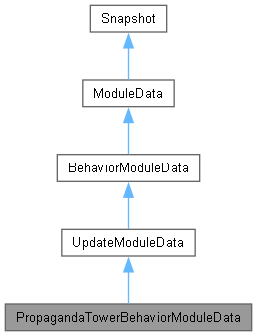 Snapshot
ModuleData
BehaviorModuleData
UpdateModuleData
PropagandaTowerBehaviorModuleData